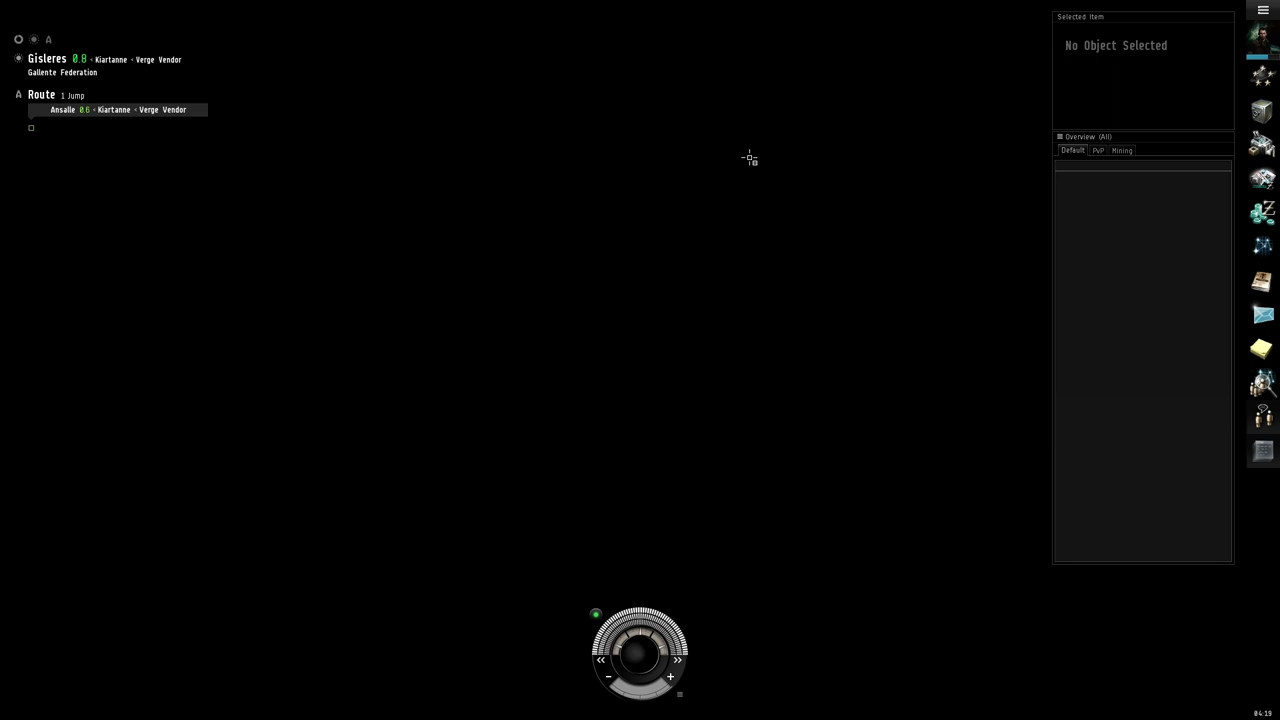 Gisleres 0.8 ‹ Kiartanne ‹ Verge Vendor
Gallente Federation
Route 1 Jump
Ansalle 0.6 ‹ Kiartanne ‹ Verge Vendor
Selected Item
No Object Selected
Overview (All)
Default PvP Mining
04:19